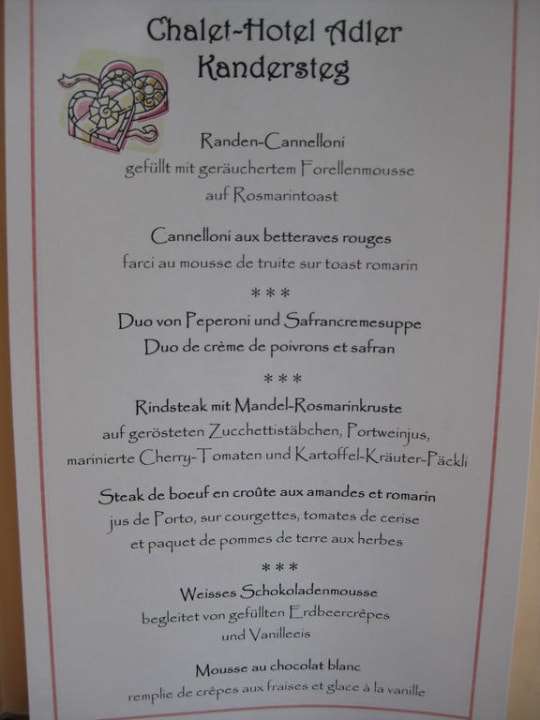 Chalet-Hotel Adler
Kandersteg
Randen-Cannelloni
gefüllt mit geräuchertem Forellenmousse
auf Rosmarintoast
Cannelloni aux betteraves rouges
farci au mousse de truite sur toast romarin
***
Duo von Peperoni und Safrancremesuppe
Duo de crème de poivrons et safran
***
Rindsteak mit Mandel-Rosmarinkruste
auf gerösteten Zucchettistäbchen, Portweinjus,
marinierte Cherry-Tomaten und Kartoffel-Kräuter-Päckli
Steak de boeuf en croûte aux amandes et romarin
jus de Porto, sur courgettes, tomates de cerise
et paquet de pommes de terre aux herbes
***
Weisses Schokoladenmousse
begleitet von gefüllten Erdbeercrêpes
und Vanilleeis
Mousse au chocolat blanc
remplie de crêpes aux fraises et glace à la vanille